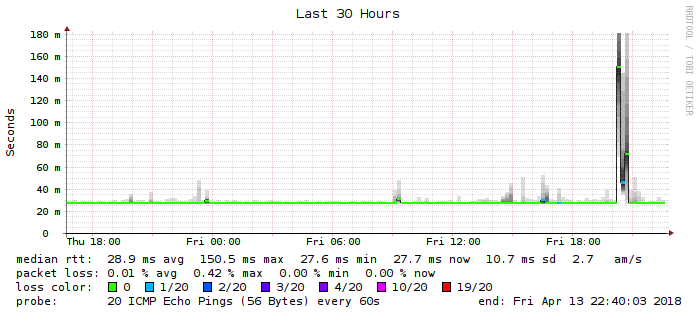 Last 30 Hours
RRDTOOL / TOBI OETIKER
Seconds
180 m
160 m
140 m
120 m
100 m
80 m
60 m
40 m
20 m
0
Thu 18:00 Fri 00:00 Fri 06:00 Fri 12:00 Fri 18:00
median rtt: 28.9 ms avg 150.5 ms max 27.6 ms min 27.7 ms now 10.7 ms sd 2.7 am/s
packet loss: 0.01 % avg 0.42 % max 0.00 % min 0.00 % now
loss color: 0 1/20 2/20 3/20 4/20 10/20 19/20
probe: 20 ICMP Echo Pings (56 Bytes) every 60s end: Fri Apr 13 22:40:03 2018